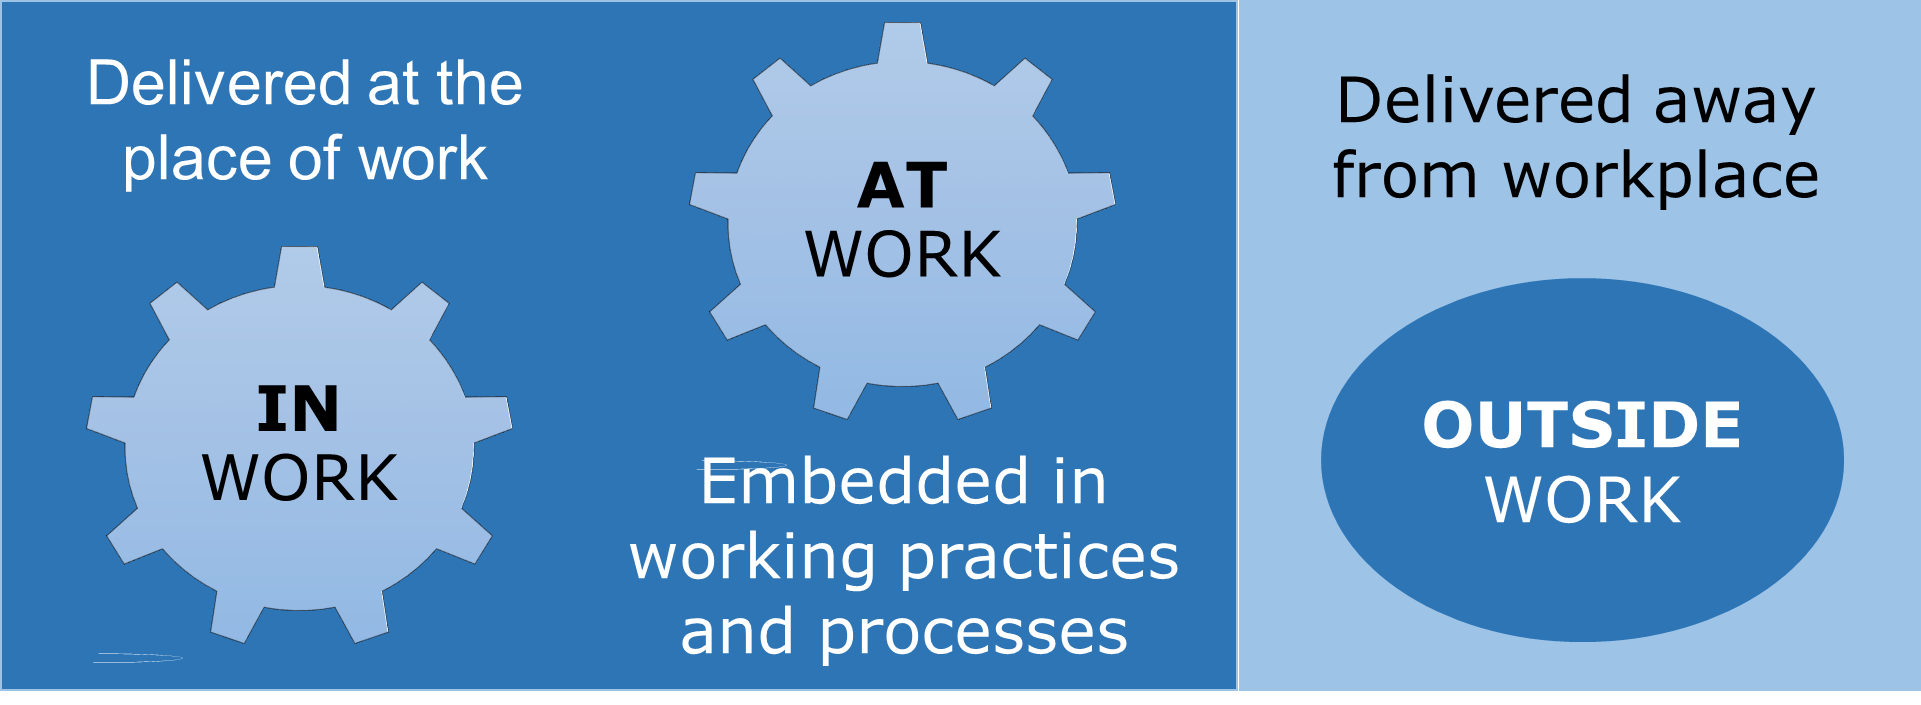 Delivered at the
place of work
IN
WORK
AT
WORK
Embedded in
working practices
and processes
Delivered away
from workplace
OUTSIDE
WORK